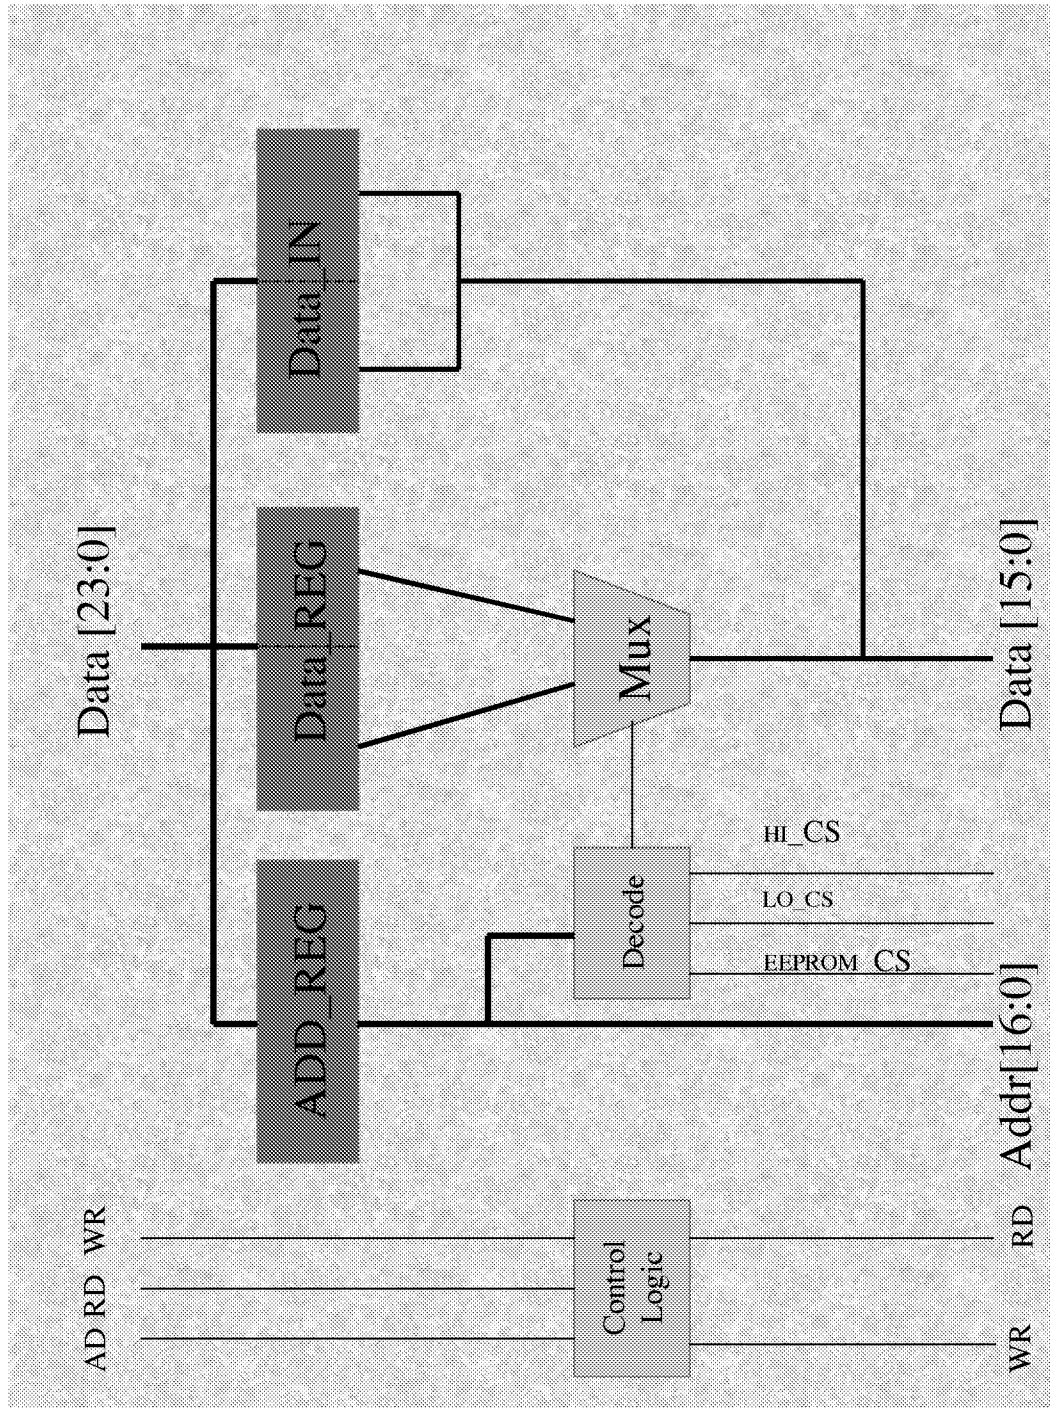 Data [23:0]
AD RD WR
ADD_REG
Data_REG
Data_IN
Control
Logic
Decode
Mux
EEPROM_CS
LO_CS
HI_CS
WR
RD
Addr[16:0]
Data [15:0]